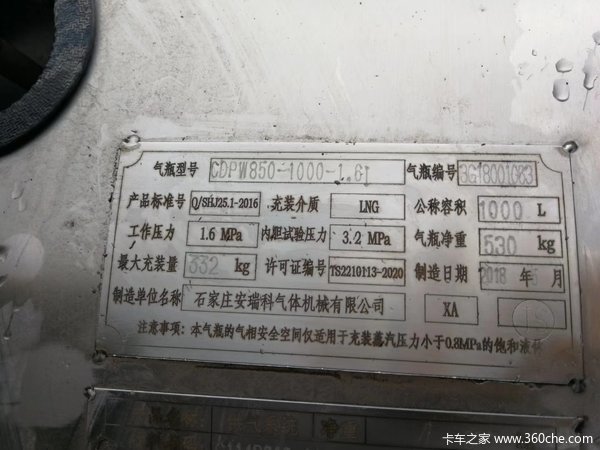 气瓶型号 CDPW850-1000-1.6I 气瓶编号 3G18001063
产品标准号 Q/SHJ25.1-2016 充装介质 LNG 公称容积 1000 L
工作压力 1.6 MPa 内胆试验压力 3.2 MPa 气瓶净重 530 kg
最大充装量 332 kg 许可证编号 TS2210113-2020 制造日期 2018 年 月
制造单位名称 石家庄安瑞科气体机械有限公司 XA
注意事项：本气瓶的气相安全空间仅适用于充装蒸汽压力小于0.8MPa的饱和液体
卡车之家 www.360che.com